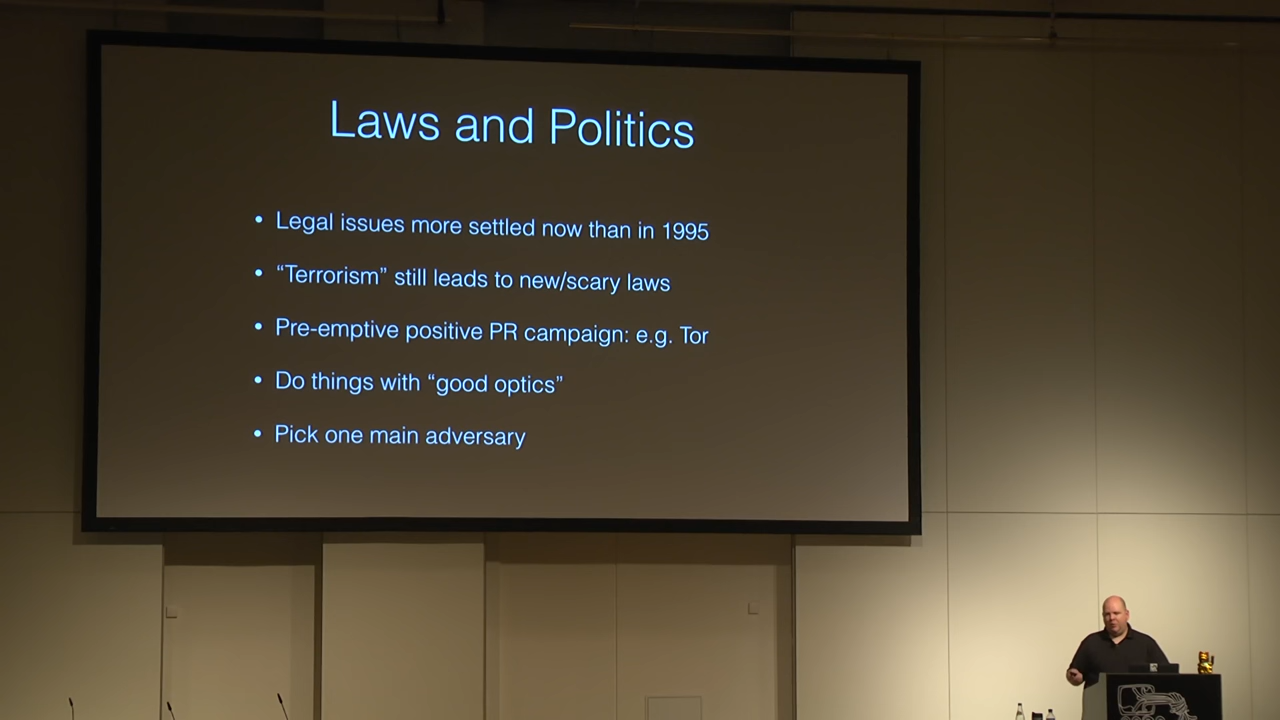 Laws and Politics
• Legal issues more settled now than in 1995
• “Terrorism” still leads to new/scary laws
• Pre-emptive positive PR campaign: e.g. Tor
• Do things with “good optics”
• Pick one main adversary